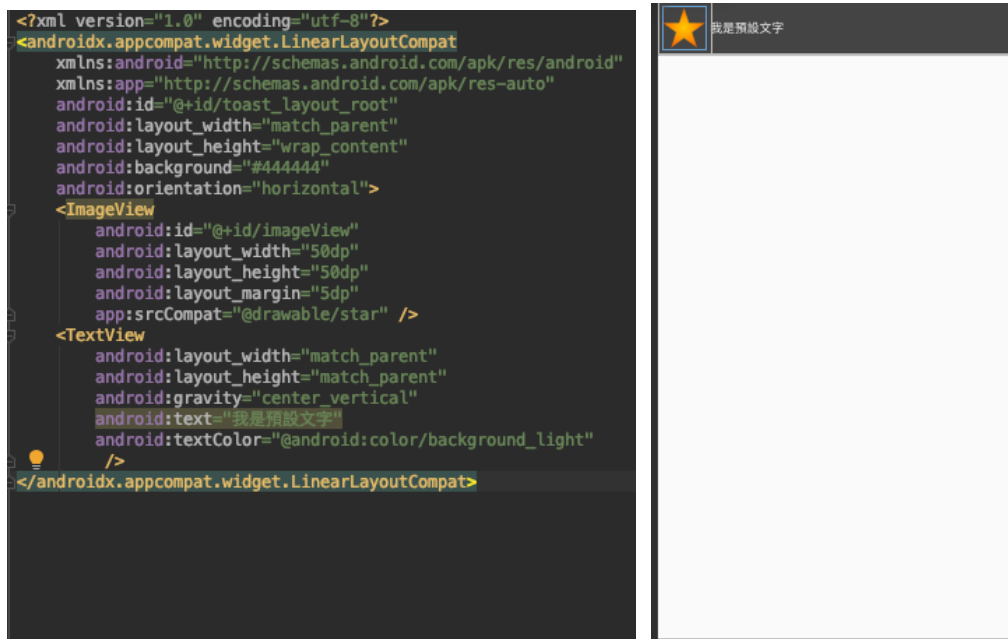 <?xml version="1.0" encoding="utf-8"?>
<androidx.appcompat.widget.LinearLayoutCompat
    xmlns:android="http://schemas.android.com/apk/res/android"
    xmlns:app="http://schemas.android.com/apk/res-auto"
    android:id="@+id/toast_layout_root"
    android:layout_width="match_parent"
    android:layout_height="wrap_content"
    android:background="#444444"
    android:orientation="horizontal">
    <ImageView
        android:id="@+id/imageView"
        android:layout_width="50dp"
        android:layout_height="50dp"
        android:layout_margin="5dp"
        app:srcCompat="@drawable/star" />
    <TextView
        android:layout_width="match_parent"
        android:layout_height="match_parent"
        android:gravity="center_vertical"
        android:text="我是預設文字"
        android:textColor="@android:color/background_light"
         />
</androidx.appcompat.widget.LinearLayoutCompat>
我是預設文字